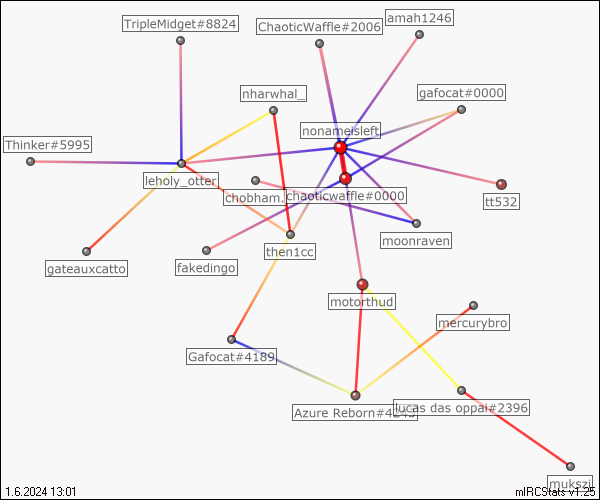 TripleMidget#8824
ChaoticWaffle#2006
amah1246
nharwhal_
gafocat#0000
nonameisleft
Thinker#5995
leholy_otter
chobham.
chaoticwaffle#0000
tt532
moonraven
then1cc
fakedingo
gateauxcatto
motorthud
mercurybro
Gafocat#4189
Azure Reborn#4243
lucas das oppai#2396
mukszi
1.6.2024 13:01
mIRCStats v1.25